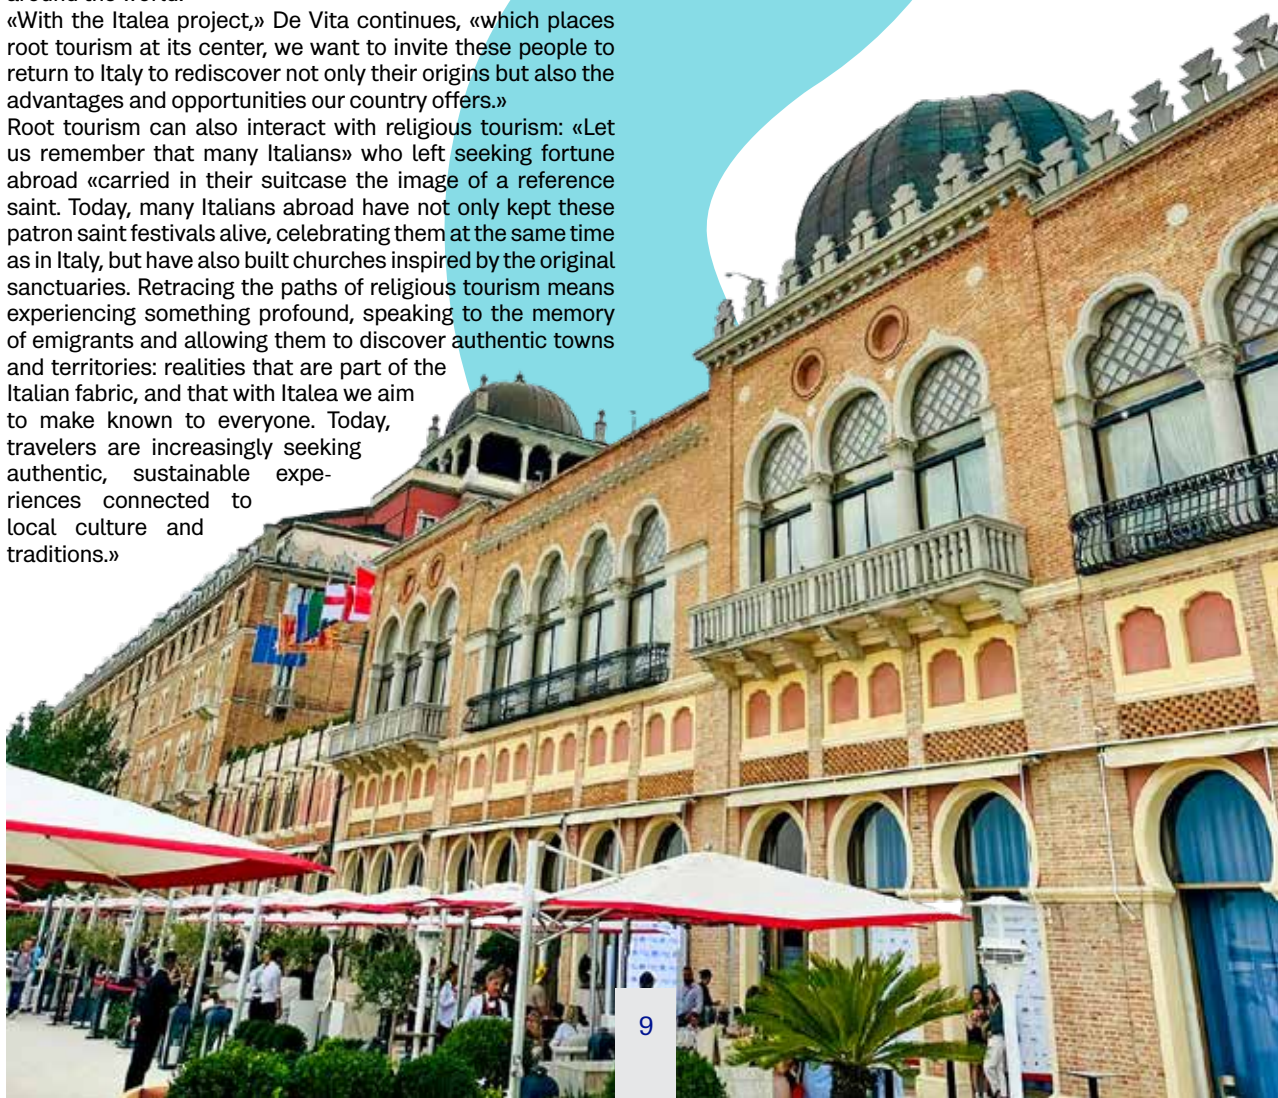 around the world.
«With the Italea project,» De Vita continues, «which places
root tourism at its center, we want to invite these people to
return to Italy to rediscover not only their origins but also the
advantages and opportunities our country offers.»
Root tourism can also interact with religious tourism: «Let
us remember that many Italians» who left seeking fortune
abroad «carried in their suitcase the image of a reference
saint. Today, many Italians abroad have not only kept these
patron saint festivals alive, celebrating them at the same time
as in Italy, but have also built churches inspired by the original
sanctuaries. Retracing the paths of religious tourism means
experiencing something profound, speaking to the memory
of emigrants and allowing them to discover authentic towns
and territories: realities that are part of the
Italian fabric, and that with Italea we aim
to make known to everyone. Today,
travelers are increasingly seeking
authentic, sustainable expe-
riences connected to
local culture and
traditions.»
9